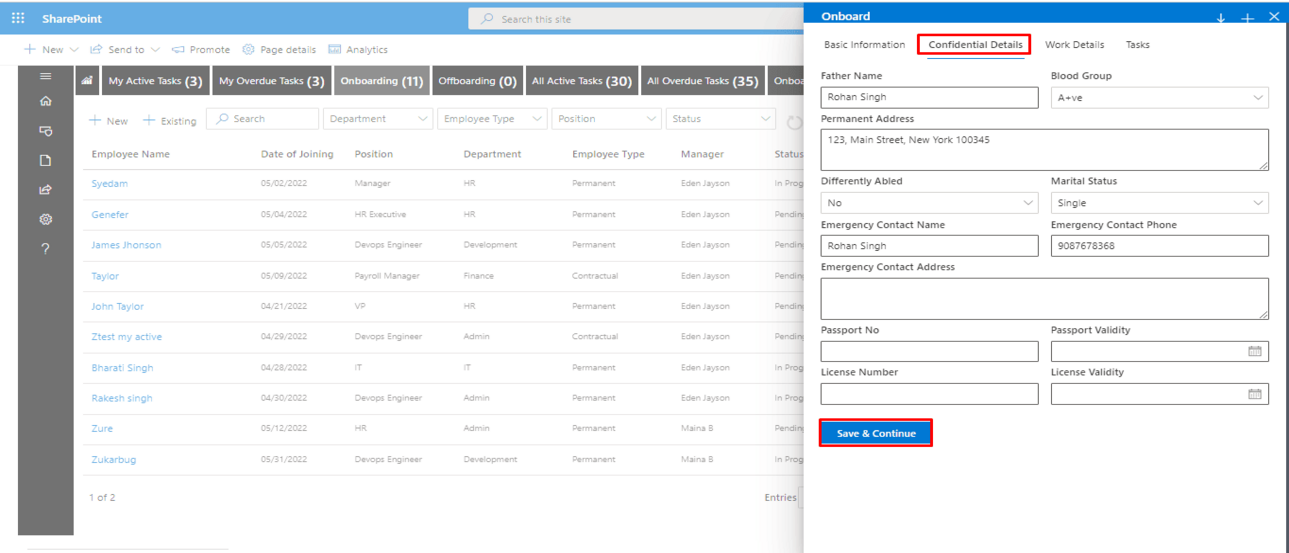 SharePoint
Search this site
New Send to Promote Page details Analytics
My Active Tasks (3) My Overdue Tasks (3) Onboarding (11) Offboarding (0) All Active Tasks (30) All Overdue Tasks (35) Onboa
New Existing Search Department Employee Type Position Status
Employee Name Date of Joining Position Department Employee Type Manager Status
Syedam 05/02/2022 Manager HR Permanent Eden Jayson In Prog
Genefer 05/04/2022 HR Executive HR Permanent Eden Jayson Pending
James Jhonson 05/05/2022 Devops Engineer Development Permanent Eden Jayson Pending
Taylor 05/09/2022 Payroll Manager Finance Contractual Eden Jayson Pending
John Taylor 04/21/2022 VP HR Permanent Eden Jayson Pending
Ztest my active 04/29/2022 Devops Engineer Admin Contractual Eden Jayson Pending
Bharati Singh 04/28/2022 IT IT Permanent Eden Jayson In Prog
Rakesh singh 04/30/2022 Devops Engineer Admin Permanent Eden Jayson In Prog
Zure 05/12/2022 HR Admin Permanent Maina B Pending
Zukarbug 05/31/2022 Devops Engineer Development Permanent Maina B In Prog
1 of 2 Entries
Onboard
Basic Information Confidential Details Work Details Tasks
Father Name Blood Group
Rohan Singh A+ve
Permanent Address
123, Main Street, New York 100345
Differently Abled Marital Status
No Single
Emergency Contact Name Emergency Contact Phone
Rohan Singh 9087678368
Emergency Contact Address
Passport No Passport Validity
License Number License Validity
Save & Continue